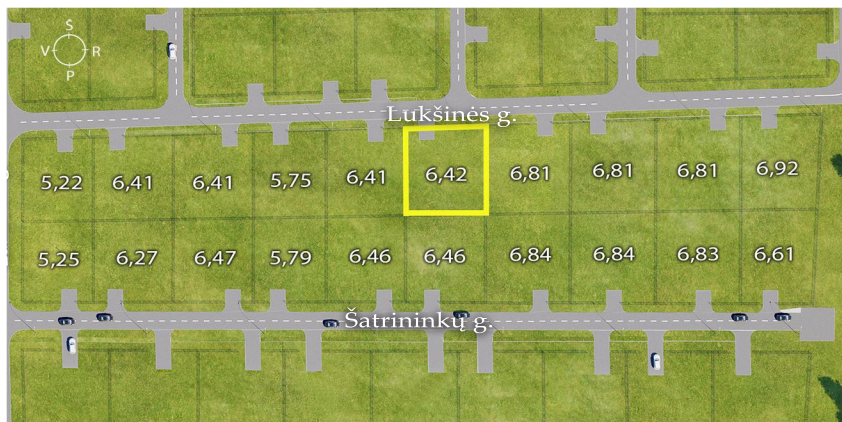 Š
V R
P
Lukšinės g.
5,22 6,41 6,41 5,75 6,41 6,42 6,81 6,81 6,81 6,92
5,25 6,27 6,47 5,79 6,46 6,46 6,84 6,84 6,83 6,61
Šatrininkų g.